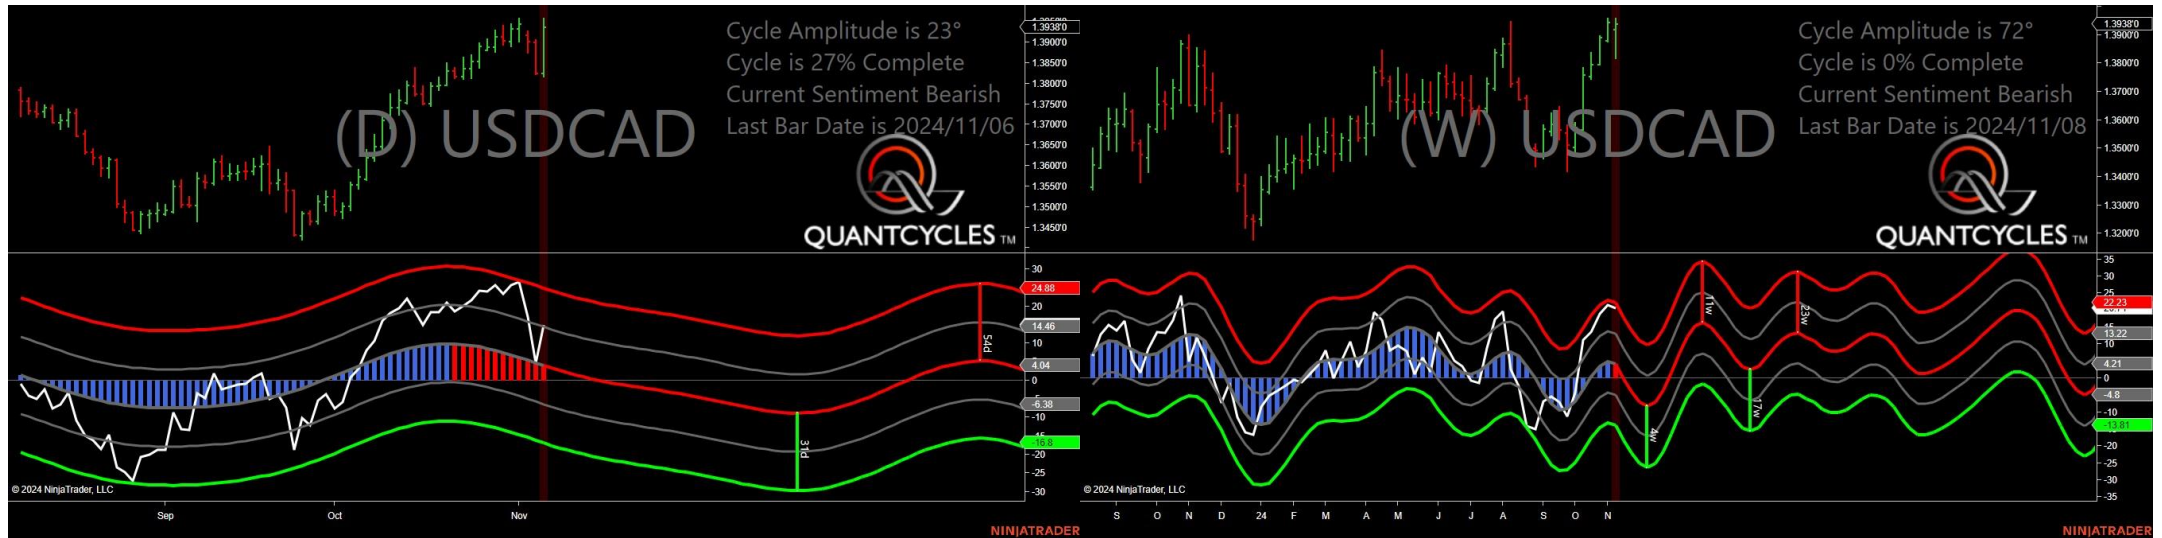 Cycle Amplitude is 23°
Cycle is 27% Complete
Current Sentiment Bearish
Last Bar Date is 2024/11/06
(D) USDCAD
QUANTCYCLES TM
1.3938'0
1.3900'0
1.3850'0
1.3800'0
1.3750'0
1.3700'0
1.3650'0
1.3600'0
1.3550'0
1.3500'0
1.3450'0
30
24.88
20
14.46
10
4.04
0
-6.38
-10
-16.8
-20
-25
-30
54d
31d
© 2024 NinjaTrader, LLC
Sep Oct Nov
NINJATRADER
Cycle Amplitude is 72°
Cycle is 0% Complete
Current Sentiment Bearish
Last Bar Date is 2024/11/08
(W) USDCAD
QUANTCYCLES TM
1.3938'0
1.3900'0
1.3800'0
1.3700'0
1.3600'0
1.3500'0
1.3400'0
1.3300'0
1.3200'0
35
30
25
22.23
13.22
10
4.21
0
-4.8
-10
-13.81
-20
-25
-30
-35
11w
23w
4w
17w
© 2024 NinjaTrader, LLC
S O N D 24 F M A M J J A S O N
NINJATRADER